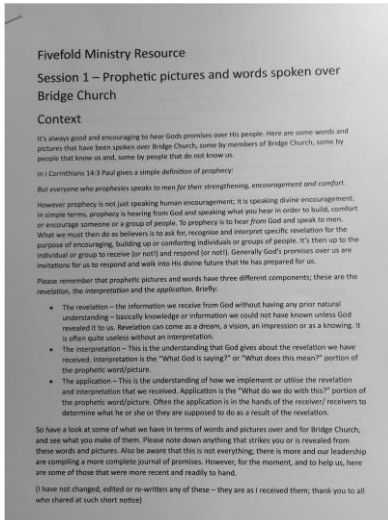 Fivefold Ministry Resource
Session 1 – Prophetic pictures and words spoken over
Bridge Church
Context
It's always good and encouraging to hear Gods promises over His people. Here are some words and
pictures that have been spoken over Bridge Church, some by members of Bridge Church, some by
people that know us and, some by people that do not know us.
In I Corinthians 14:3 Paul gives a simple definition of prophecy:
But everyone who prophesies speaks to men for their strengthening, encouragement and comfort.
However prophecy is not just speaking human encouragement; it is speaking divine encouragement.
In simple terms, prophecy is hearing from God and speaking what you hear in order to build, comfort
or encourage someone or a group of people. To prophecy is to hear from God and speak to men.
What we must then do as believers is to ask for, recognise and interpret specific revelation for the
purpose of encouraging, building up or comforting individuals or groups of people. It's then up to the
individual or group to receive (or not!) and respond (or not!). Generally God's promises over us are
invitations for us to respond and walk into His divine future that He has prepared for us.
Please remember that prophetic pictures and words have three different components; these are the
revelation, the interpretation and the application. Briefly:
• The revelation – the information we receive from God without having any prior natural
understanding – basically knowledge or information we could not have known unless God
revealed it to us. Revelation can come as a dream, a vision, an impression or as a knowing. It
is often quite useless without an interpretation.
• The interpretation – This is the understanding that God gives about the revelation we have
received. Interpretation is the "What God is saying?" or "What does this mean?" portion of
the prophetic word/picture.
• The application – This is the understanding of how we implement or utilise the revelation
and interpretation that we received. Application is the "What do we do with this?" portion of
the prophetic word/picture. Often the application is in the hands of the receiver/ receivers to
determine what he or she or they are supposed to do as a result of the revelation.
So have a look at some of what we have in terms of words and pictures over and for Bridge Church,
and see what you make of them. Please note down anything that strikes you or is revealed from
these words and pictures. Also be aware that this is not everything; there is more and our leadership
are compiling a more complete journal of promises. However, for the moment, and to help us, here
are some of those that were more recent and readily to hand.
(I have not changed, edited or re-written any of these – they are as I received them; thank you to all
who shared at such short notice)